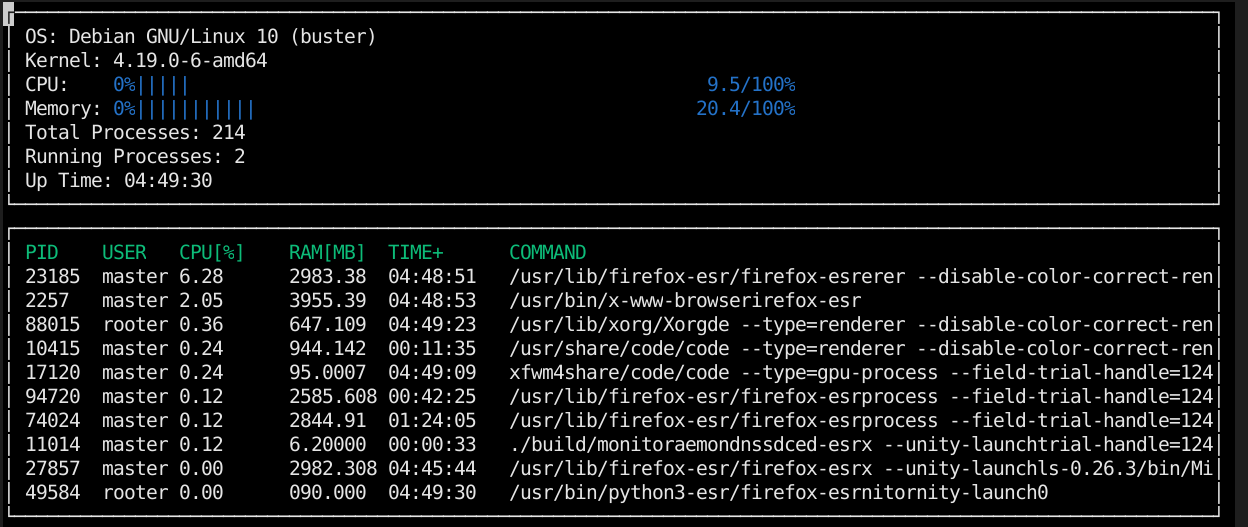 OS: Debian GNU/Linux 10 (buster)
Kernel: 4.19.0-6-amd64
CPU: 0%||||| 9.5/100%
Memory: 0%||||||||||| 20.4/100%
Total Processes: 214
Running Processes: 2
Up Time: 04:49:30
PID USER CPU[%] RAM[MB] TIME+ COMMAND
23185 master 6.28 2983.38 04:48:51 /usr/lib/firefox-esr/firefox-esrerer --disable-color-correct-ren
2257 master 2.05 3955.39 04:48:53 /usr/bin/x-www-browserirefox-esr
88015 rooter 0.36 647.109 04:49:23 /usr/lib/xorg/Xorgde --type=renderer --disable-color-correct-ren
10415 master 0.24 944.142 00:11:35 /usr/share/code/code --type=renderer --disable-color-correct-ren
17120 master 0.24 95.0007 04:49:09 xfwm4share/code/code --type=gpu-process --field-trial-handle=124
94720 master 0.12 2585.608 00:42:25 /usr/lib/firefox-esr/firefox-esrprocess --field-trial-handle=124
74024 master 0.12 2844.91 01:24:05 /usr/lib/firefox-esr/firefox-esrprocess --field-trial-handle=124
11014 master 0.12 6.20000 00:00:33 ./build/monitoraemondnssdced-esrx --unity-launchtrial-handle=124
27857 master 0.00 2982.308 04:45:44 /usr/lib/firefox-esr/firefox-esrx --unity-launchls-0.26.3/bin/Mi
49584 rooter 0.00 090.000 04:49:30 /usr/bin/python3-esr/firefox-esrnitornity-launch0